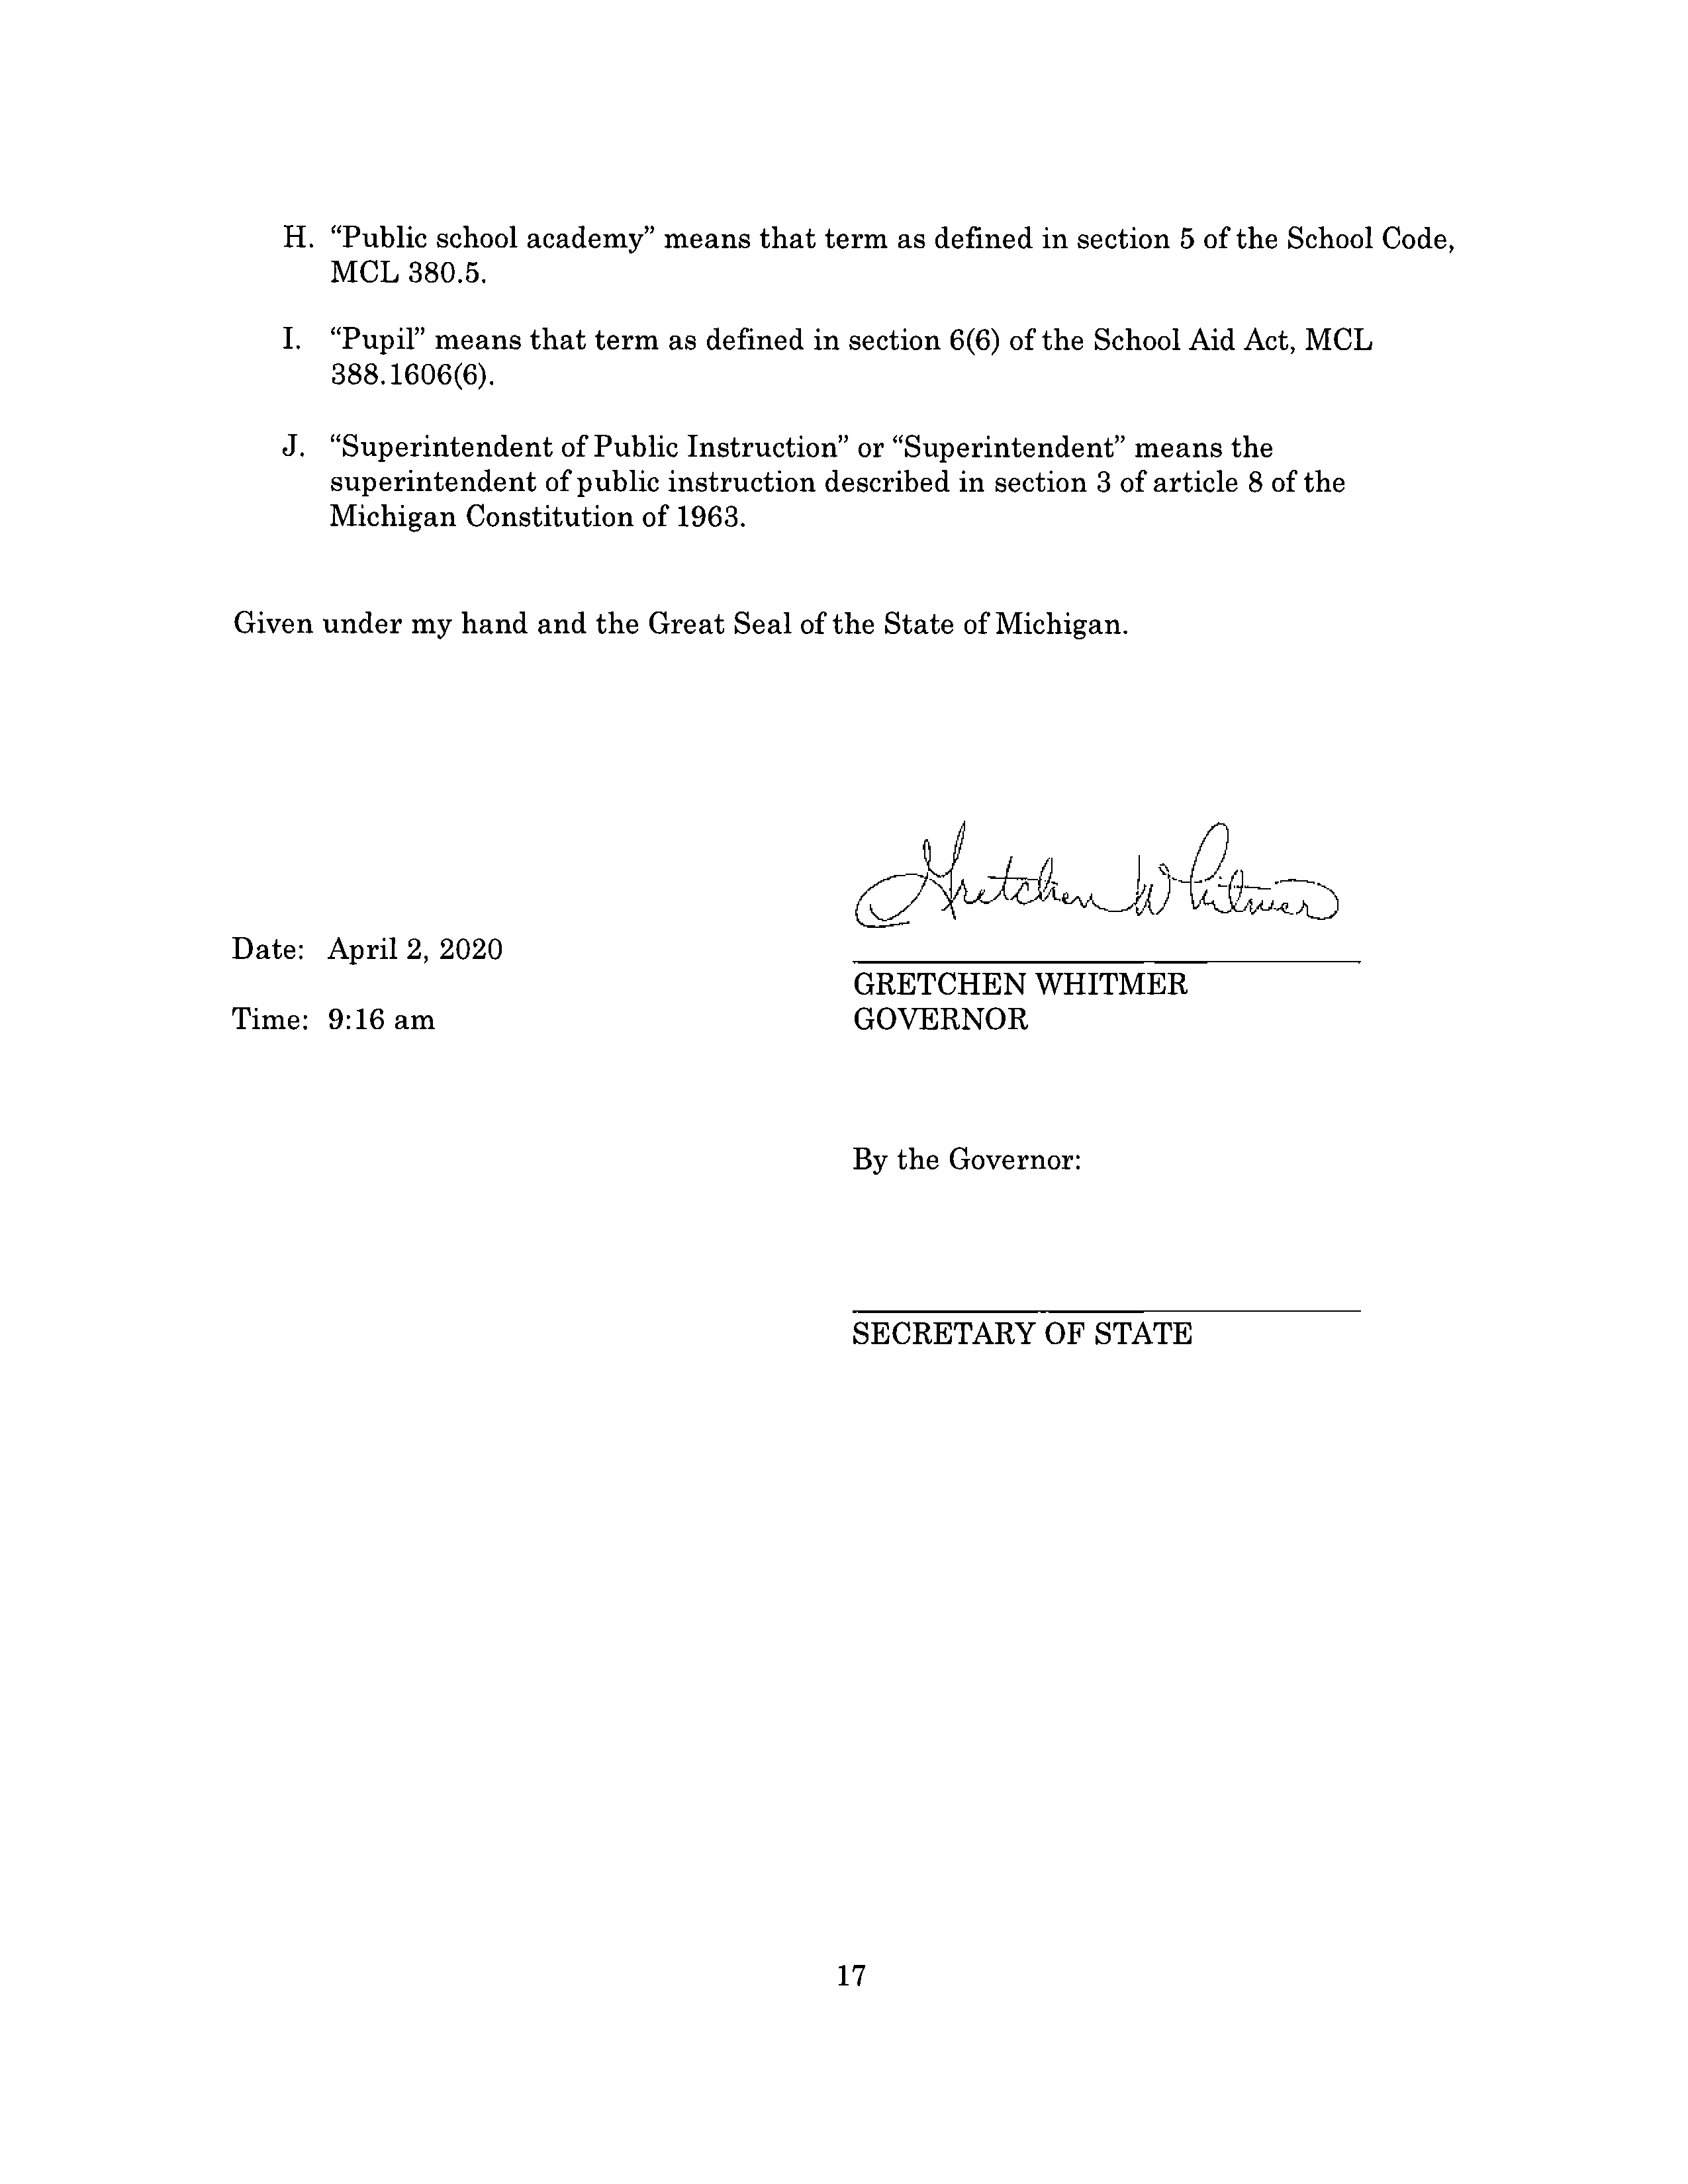 H. “Public school academy” means that term as defined in section 5 of the School Code,
MCL 380.5.
I. “Pupil” means that term as defined in section 6(6) of the School Aid Act, MCL
388.1606(6).
J. “Superintendent of Public Instruction” or “Superintendent” means the
superintendent of public instruction described in section 3 of article 8 of the
Michigan Constitution of 1963.
Given under my hand and the Great Seal of the State of Michigan.
Gretchen Whitmer
Date: April 2, 2020
GRETCHEN WHITMER
Time: 9:16 am
GOVERNOR
By the Governor:
SECRETARY OF STATE
17